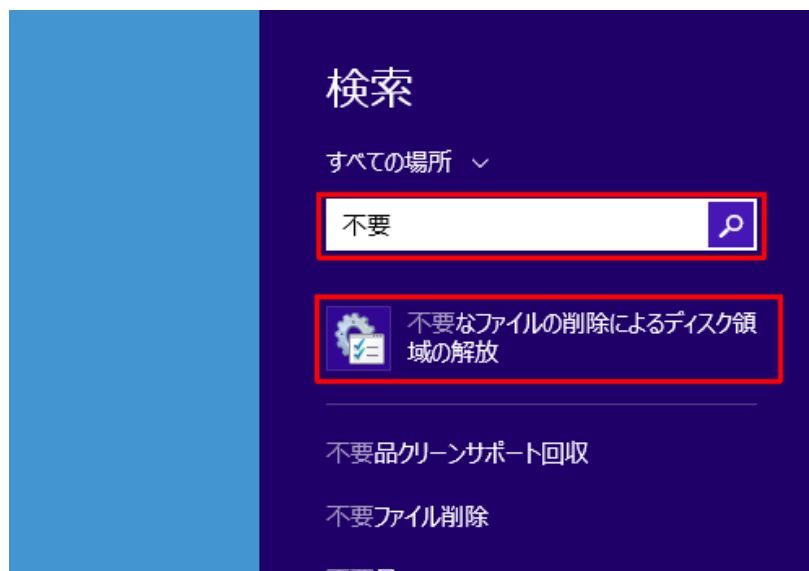 検索
すべての場所
不要
不要なファイルの削除によるディスク領
域の解放
不要品クリーンサポート回収
不要ファイル削除